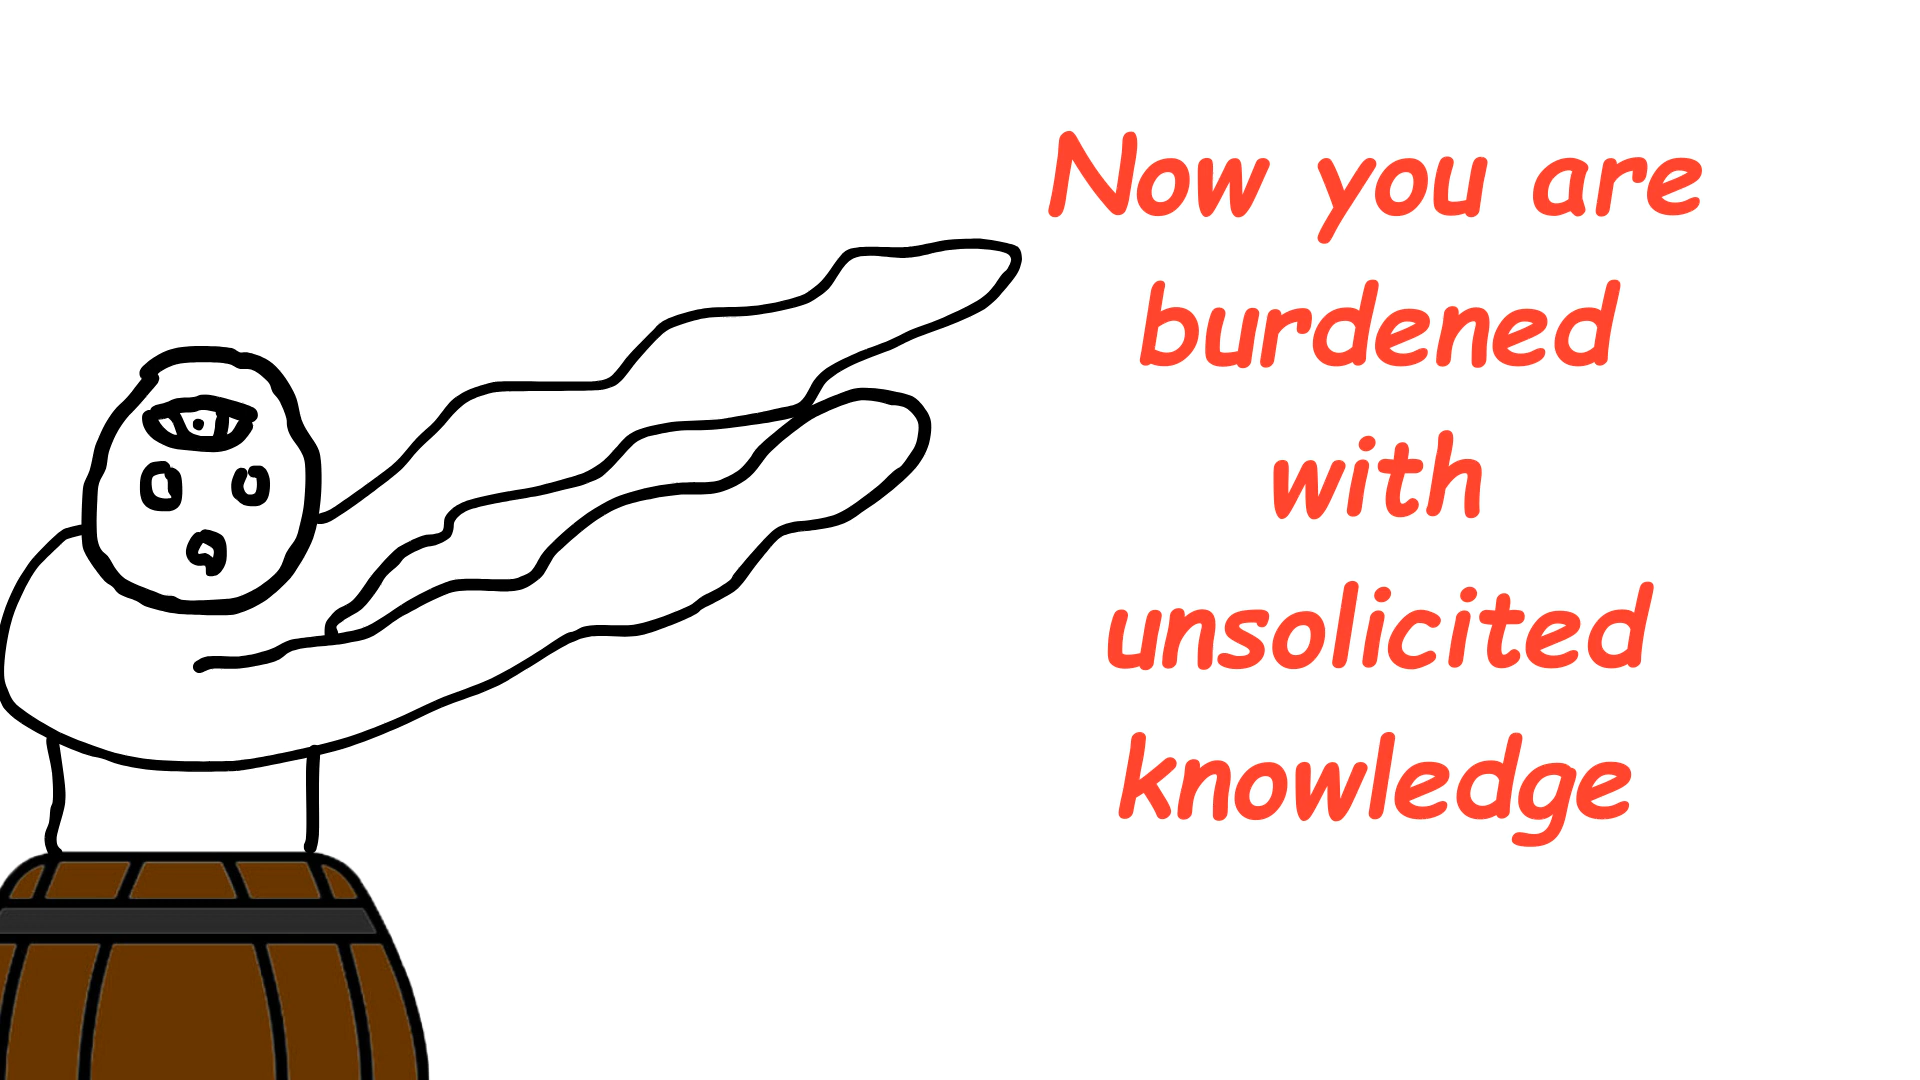 Now you are
burdened
with
unsolicited
knowledge